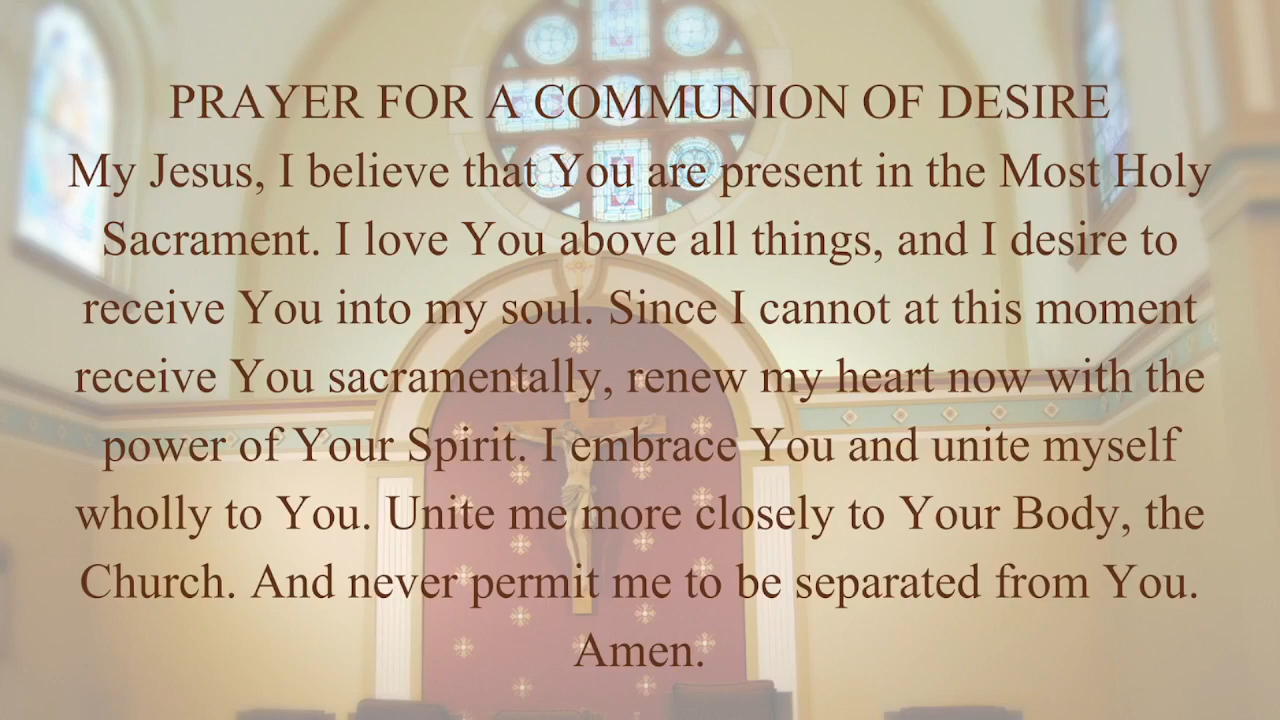 PRAYER FOR A COMMUNION OF DESIRE
My Jesus, I believe that You are present in the Most Holy
Sacrament. I love You above all things, and I desire to
receive You into my soul. Since I cannot at this moment
receive You sacramentally, renew my heart now with the
power of Your Spirit. I embrace You and unite myself
wholly to You. Unite me more closely to Your Body, the
Church. And never permit me to be separated from You.
Amen.